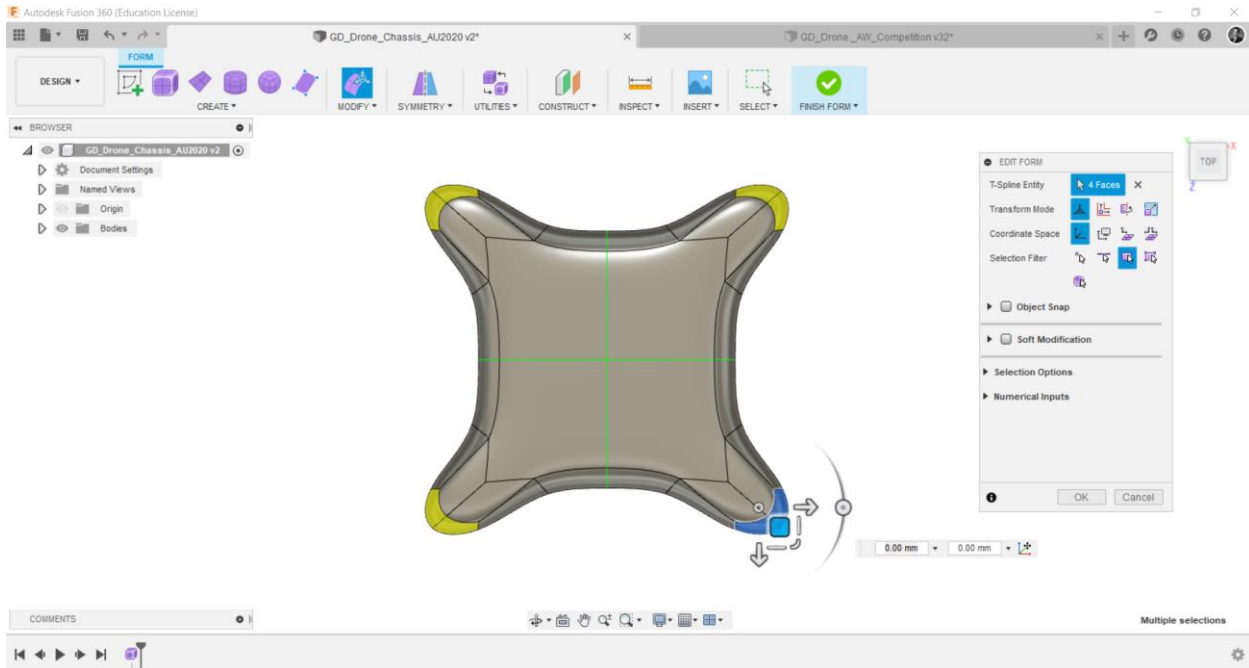 Autodesk Fusion 360 (Education License)
GD_Drone_Chassis_AU2020 v2*
GD_Drone _AW_Competition v32*
FORM
DESIGN
CREATE
MODIFY
SYMMETRY
UTILITIES
CONSTRUCT
INSPECT
INSERT
SELECT
FINISH FORM
BROWSER
GD_Drone_Chassis_AU2020 v2
Document Settings
Named Views
Origin
Bodies
TOP
X
Y
Z
EDIT FORM
T-Spline Entity
4 Faces
Transform Mode
Coordinate Space
Selection Filter
Object Snap
Soft Modification
Selection Options
Numerical Inputs
OK Cancel
0.00 mm 0.00 mm
COMMENTS
Multiple selections